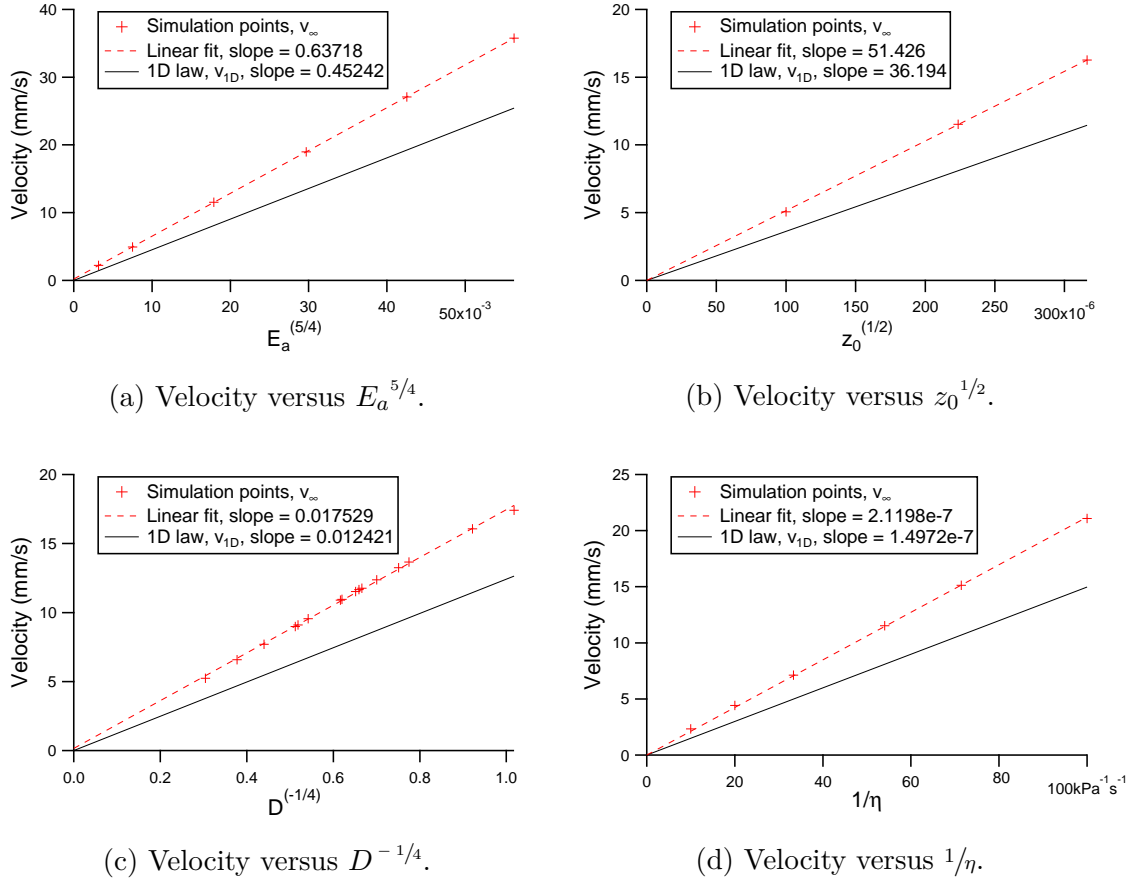 40
30
20
10
0
Velocity (mm/s)
Simulation points, v∞
Linear fit, slope = 0.63718
1D law, v1D, slope = 0.45242
0
10
20
30
40
50x10⁻³
Ea^(5/4)
(a) Velocity versus Ea^5/4.
20
15
10
5
0
Velocity (mm/s)
Simulation points, v∞
Linear fit, slope = 51.426
1D law, v1D, slope = 36.194
0
50
100
150
200
250
300x10⁻⁶
z0^(1/2)
(b) Velocity versus z0^1/2.
20
15
10
5
0
Velocity (mm/s)
Simulation points, v∞
Linear fit, slope = 0.017529
1D law, v1D, slope = 0.012421
0.0
0.2
0.4
0.6
0.8
1.0
D^(-1/4)
(c) Velocity versus D^−1/4.
25
20
15
10
5
0
Velocity (mm/s)
Simulation points, v∞
Linear fit, slope = 2.1198e-7
1D law, v1D, slope = 1.4972e-7
0
20
40
60
80
100kPa⁻¹s⁻¹
1/η
(d) Velocity versus 1/η.